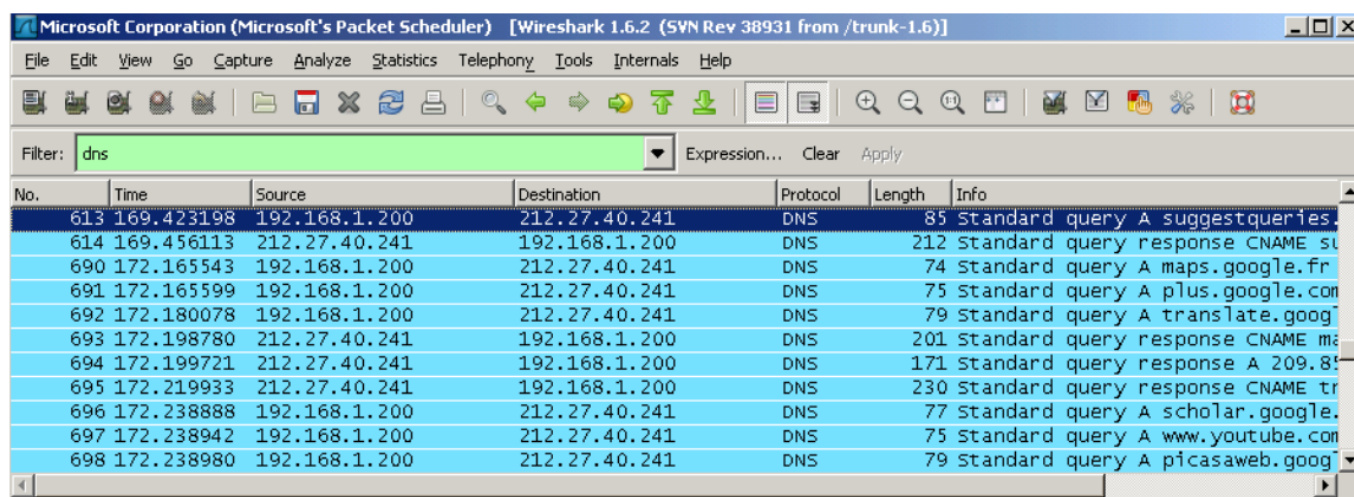 Microsoft Corporation (Microsoft's Packet Scheduler) [Wireshark 1.6.2 (SVN Rev 38931 from /trunk-1.6)]
File Edit View Go Capture Analyze Statistics Telephony Tools Internals Help
Filter: dns Expression... Clear Apply
No. Time Source Destination Protocol Length Info
613 169.423198 192.168.1.200 212.27.40.241 DNS 85 Standard query A suggestqueries.
614 169.456113 212.27.40.241 192.168.1.200 DNS 212 Standard query response CNAME su
690 172.165543 192.168.1.200 212.27.40.241 DNS 74 Standard query A maps.google.fr
691 172.165599 192.168.1.200 212.27.40.241 DNS 75 Standard query A plus.google.com
692 172.180078 192.168.1.200 212.27.40.241 DNS 79 Standard query A translate.googl
693 172.198780 212.27.40.241 192.168.1.200 DNS 201 Standard query response CNAME ma
694 172.199721 212.27.40.241 192.168.1.200 DNS 171 Standard query response A 209.85
695 172.219933 212.27.40.241 192.168.1.200 DNS 230 Standard query response CNAME tr
696 172.238888 192.168.1.200 212.27.40.241 DNS 77 Standard query A scholar.google.
697 172.238942 192.168.1.200 212.27.40.241 DNS 75 Standard query A www.youtube.com
698 172.238980 192.168.1.200 212.27.40.241 DNS 79 Standard query A picasaweb.googl